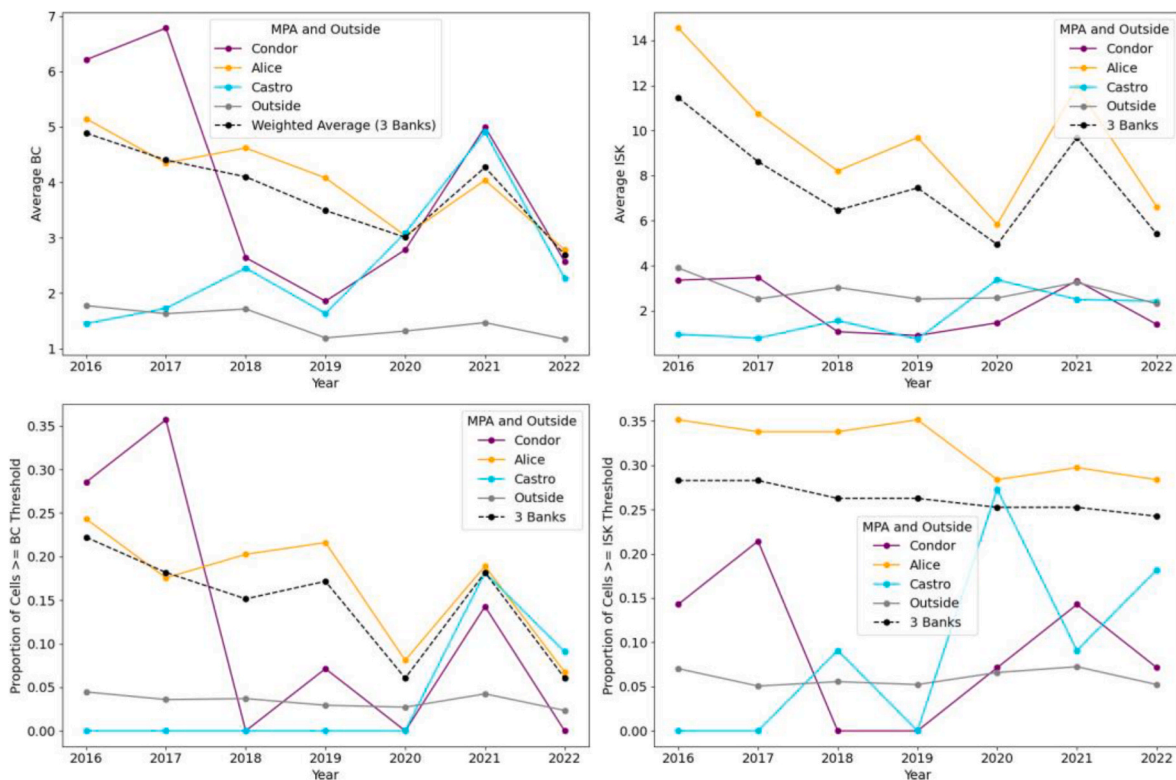 7
6
5
4
3
2
1
Average BC
MPA and Outside
Condor
Alice
Castro
Outside
Weighted Average (3 Banks)
2016 2017 2018 2019 2020 2021 2022
Year
14
12
10
8
6
4
2
Average ISK
MPA and Outside
Condor
Alice
Castro
Outside
3 Banks
2016 2017 2018 2019 2020 2021 2022
Year
0.35
0.30
0.25
0.20
0.15
0.10
0.05
0.00
Proportion of Cells >= BC Threshold
MPA and Outside
Condor
Alice
Castro
Outside
3 Banks
2016 2017 2018 2019 2020 2021 2022
Year
0.35
0.30
0.25
0.20
0.15
0.10
0.05
0.00
Proportion of Cells >= ISK Threshold
MPA and Outside
Condor
Alice
Castro
Outside
3 Banks
2016 2017 2018 2019 2020 2021 2022
Year